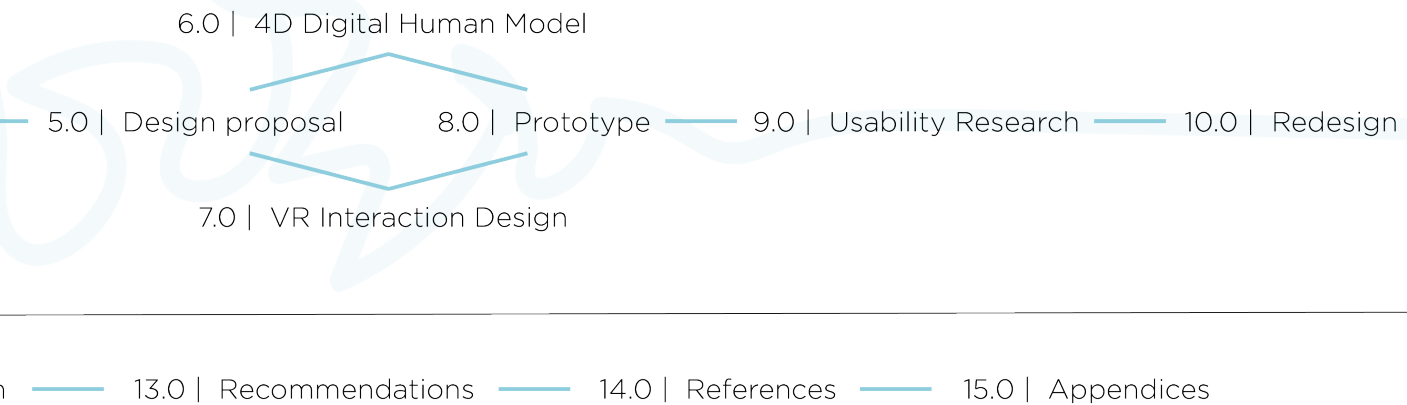 6.0 | 4D Digital Human Model
5.0 | Design proposal 8.0 | Prototype 9.0 | Usability Research 10.0 | Redesign
7.0 | VR Interaction Design
13.0 | Recommendations 14.0 | References 15.0 | Appendices